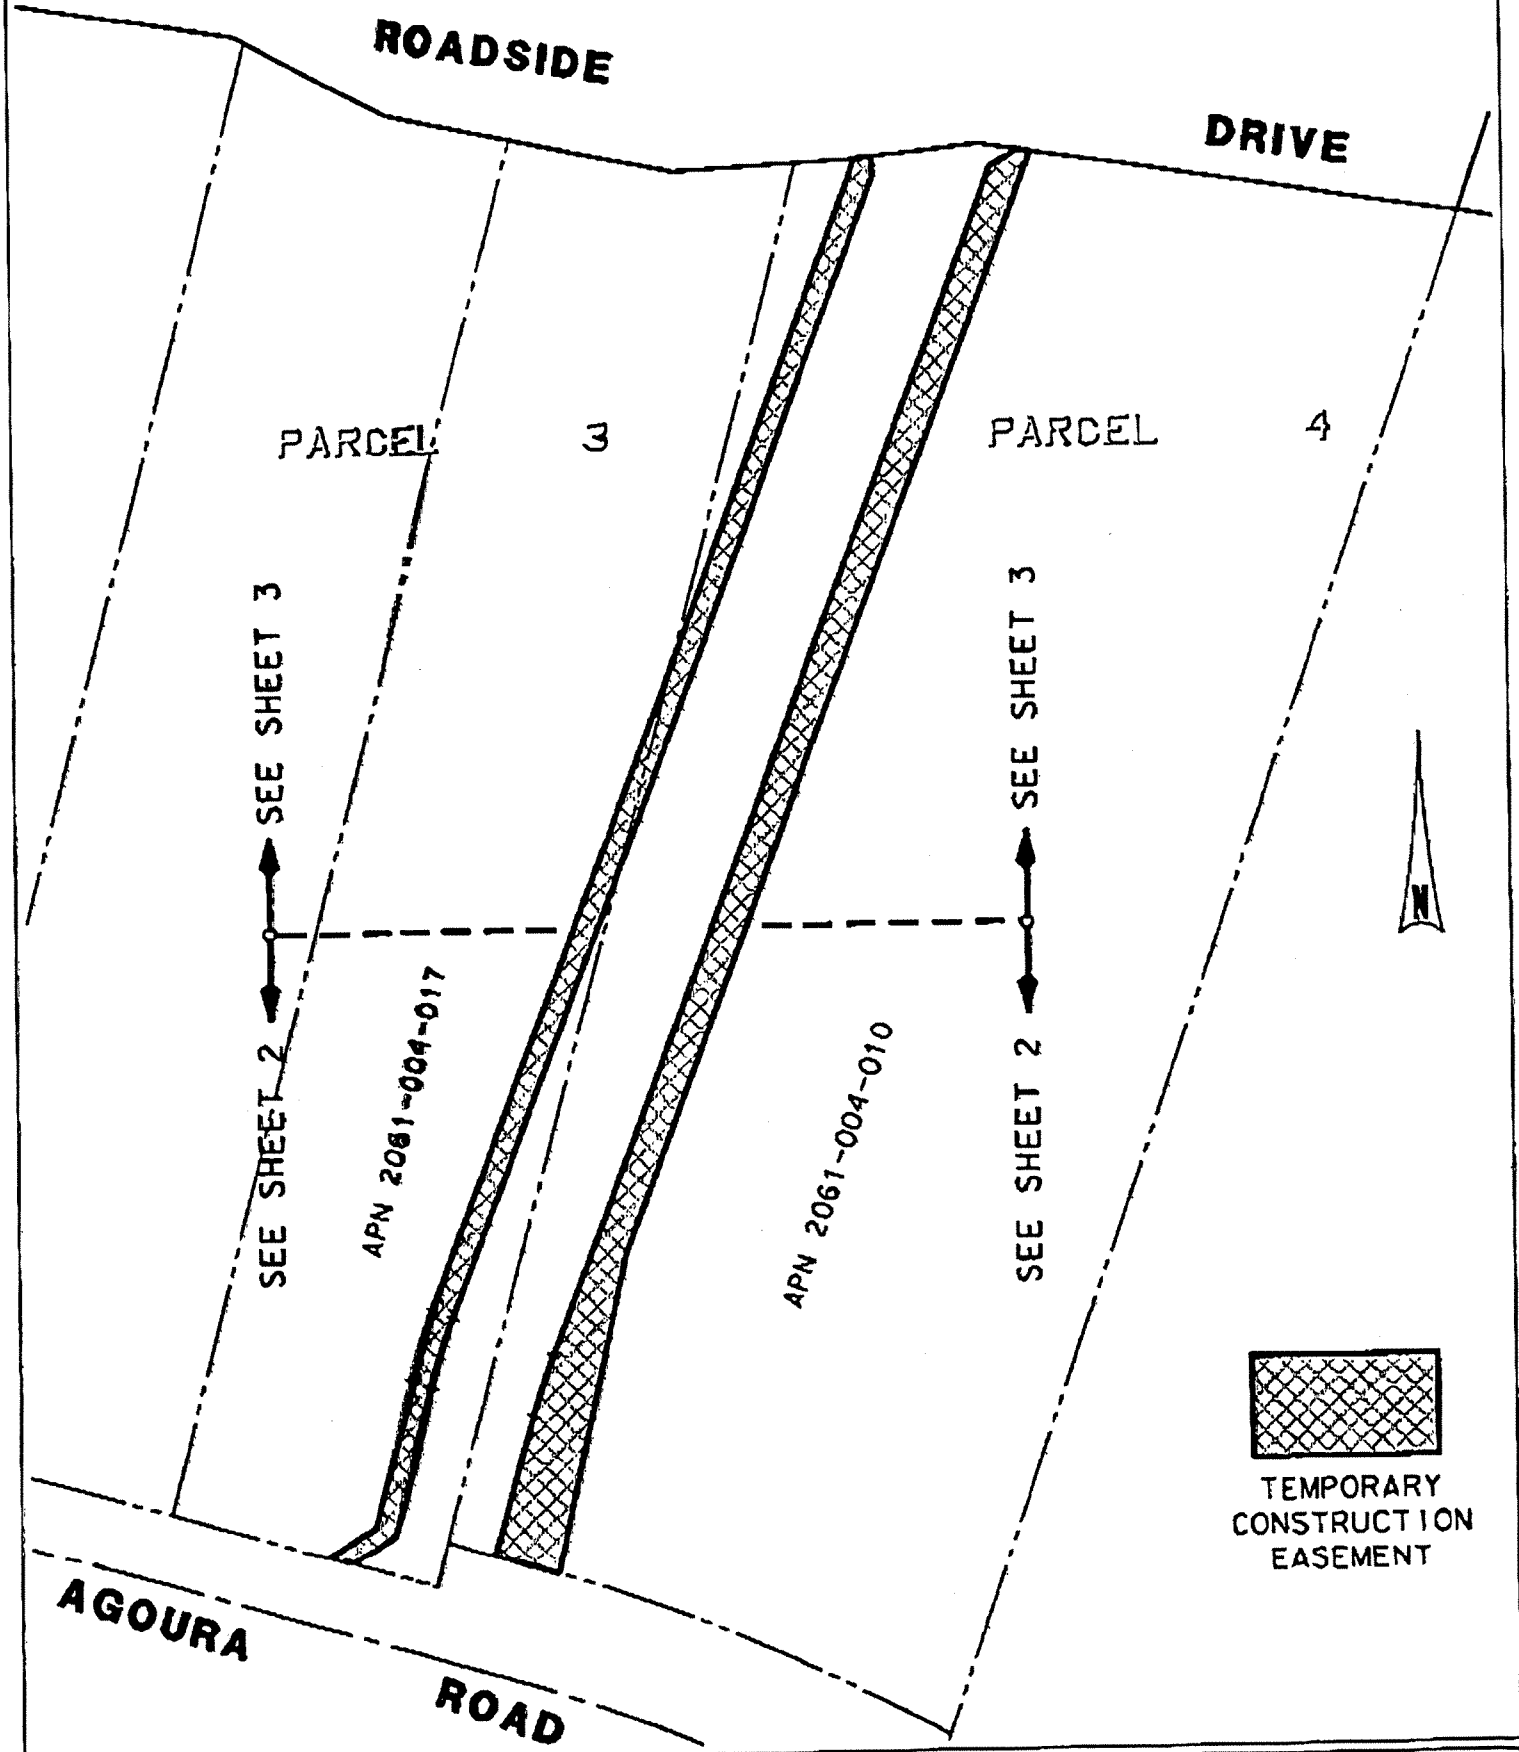 ROADSIDE
DRIVE
PARCEL 3
PARCEL 4
SEE SHEET 3
SEE SHEET 3
N
SEE SHEET 2
APN 2061-004-017
APN 2061-004-010
SEE SHEET 2
TEMPORARY
CONSTRUCTION
EASEMENT
AGOURA
ROAD